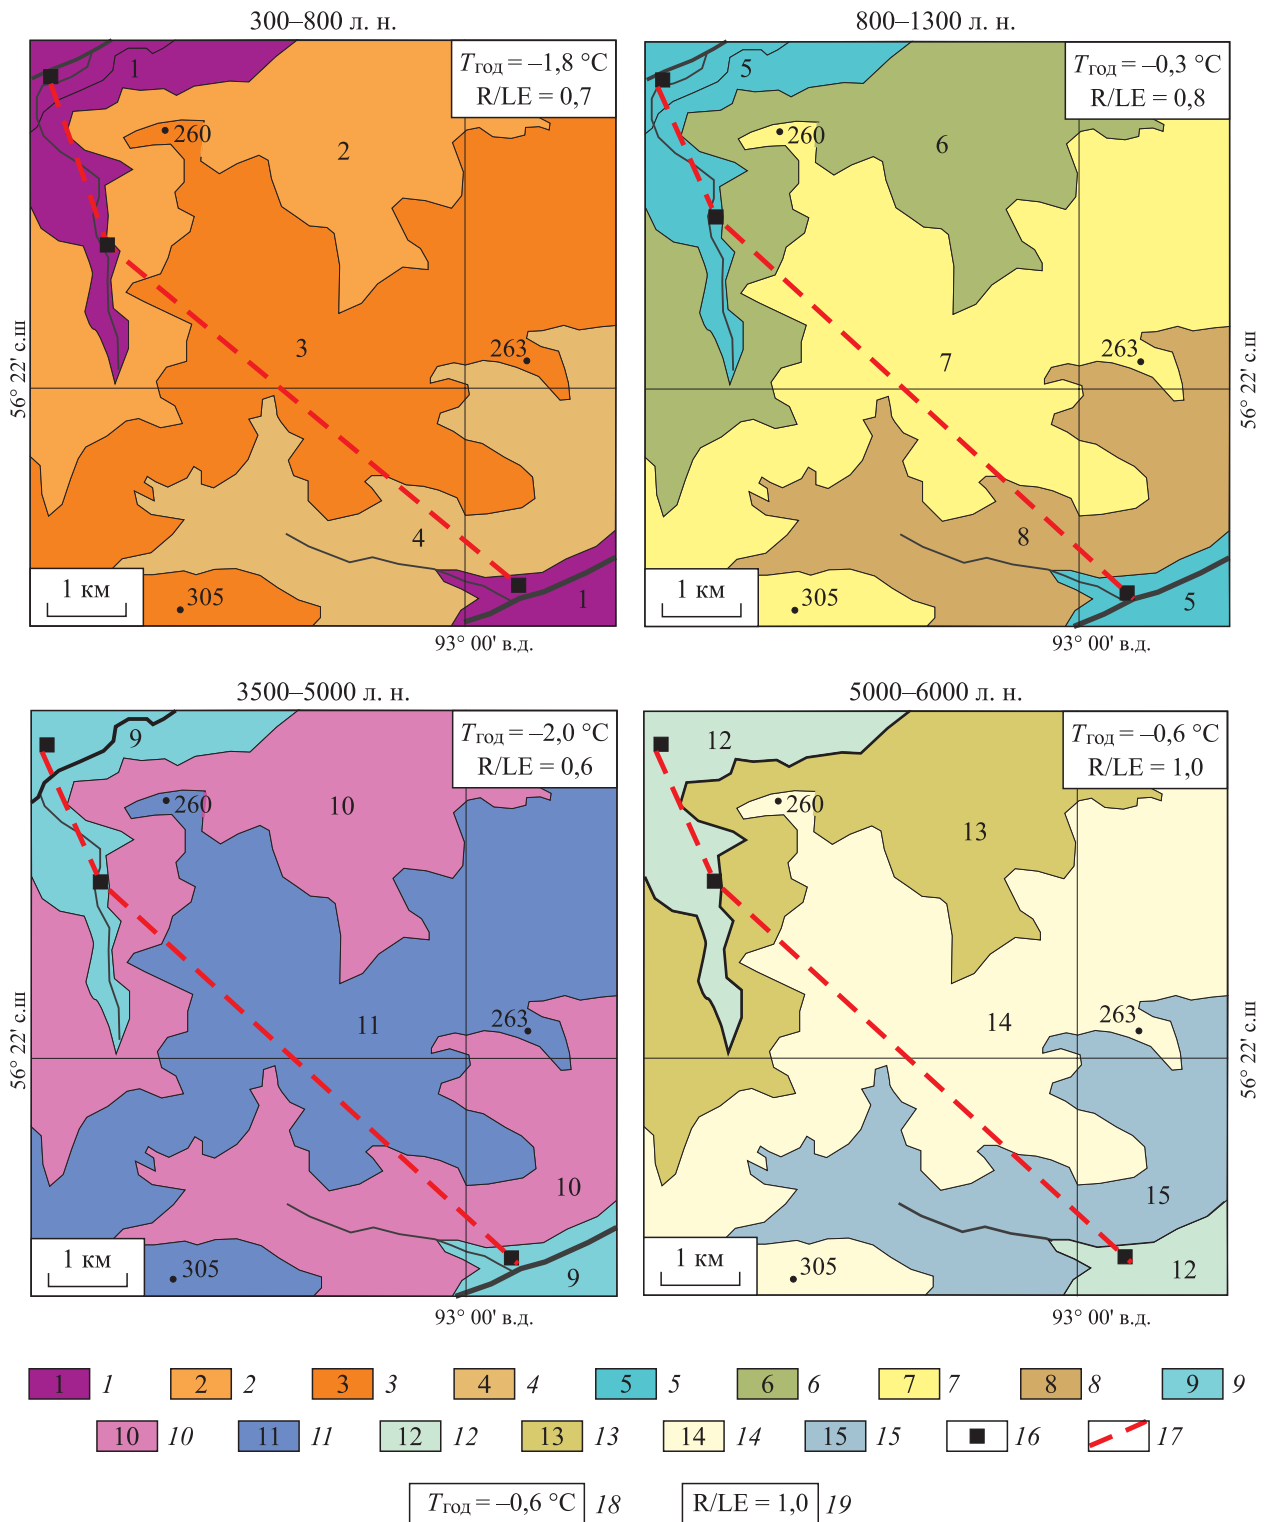 300–800 л. н.
Tгод = –1,8 °C
R/LE = 0,7
1
260
2
3
263
56° 22' с.ш
4
1 км
305
1
93° 00' в.д.
800–1300 л. н.
Tгод = –0,3 °C
R/LE = 0,8
5
260
6
7
263
56° 22' с.ш
8
1 км
305
5
93° 00' в.д.
3500–5000 л. н.
Tгод = –2,0 °C
R/LE = 0,6
9
260
10
11
263
56° 22' с.ш
10
1 км
305
9
93° 00' в.д.
5000–6000 л. н.
Tгод = –0,6 °C
R/LE = 1,0
12
260
13
14
263
56° 22' с.ш
15
1 км
305
12
93° 00' в.д.
1 1 2 2 3 3 4 4 5 5 6 6 7 7 8 8 9 9
10 10 11 11 12 12 13 13 14 14 15 15 16 17
Tгод = –0,6 °C 18 R/LE = 1,0 19